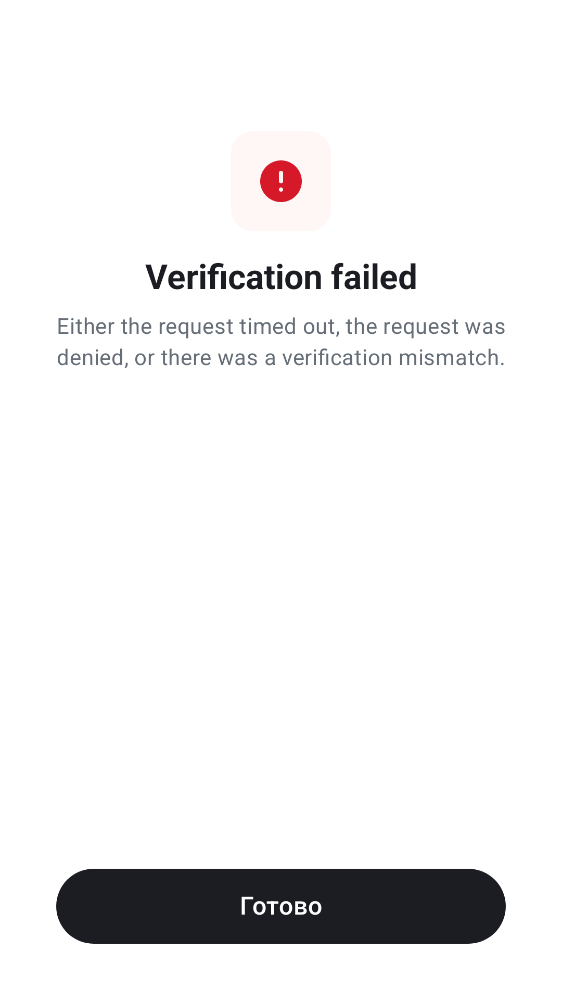 Verification failed
Either the request timed out, the request was
denied, or there was a verification mismatch.
Готово